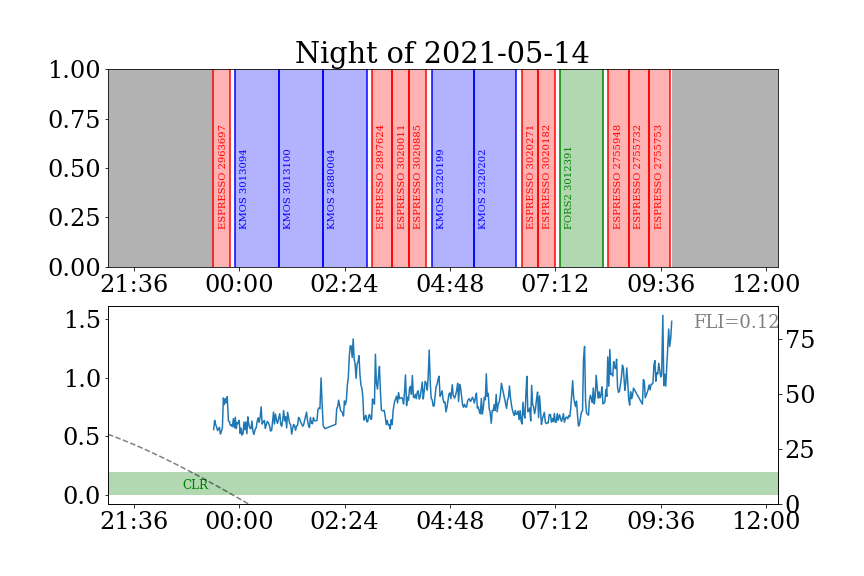 Night of 2021-05-14
1.00
0.75
0.50
0.25
0.00
ESPRESSO 2963697
KMOS 3013094
KMOS 3013100
KMOS 2880004
ESPRESSO 2897624
ESPRESSO 3020011
ESPRESSO 3020885
KMOS 2320199
KMOS 2320202
ESPRESSO 3020271
ESPRESSO 3020182
FORS2 3012391
ESPRESSO 2755948
ESPRESSO 2755732
ESPRESSO 2755753
21:36 00:00 02:24 04:48 07:12 09:36 12:00
1.5
1.0
0.5
0.0
FLI=0.12
CLR
75
50
25
0
21:36 00:00 02:24 04:48 07:12 09:36 12:00